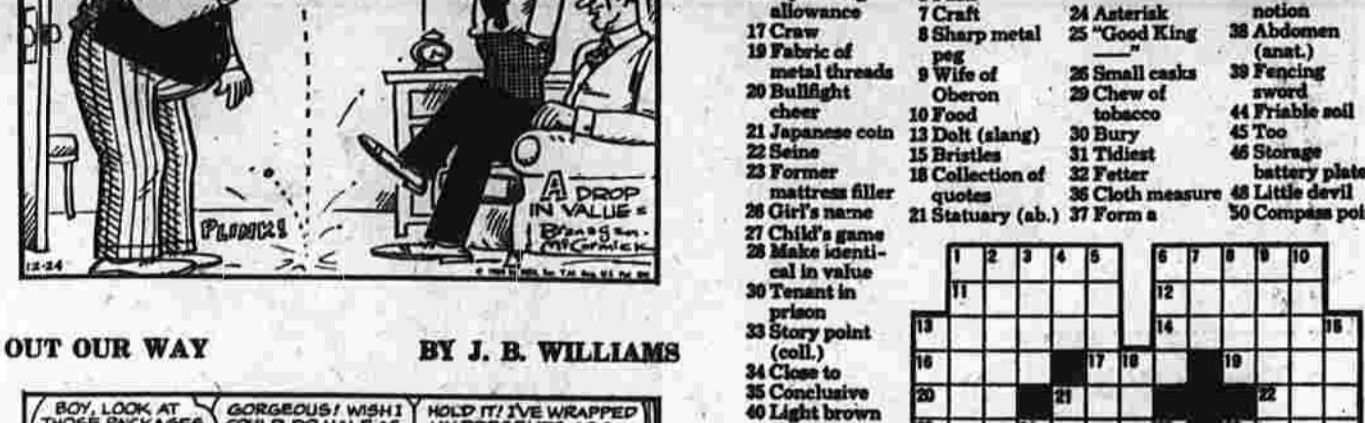 PLINK!
A DROP
IN VALUE =
Branagan-
McCormick
12-24
OUT OUR WAY
BY J. B. WILLIAMS
BOY, LOOK AT
THOSE PACKAGES
GORGEOUS! WISH I
HOLD IT! I'VE WRAPPED
allowance
17 Craw
19 Fabric of
metal threads
20 Bullfight
cheer
21 Japanese coin
22 Seine
23 Former
mattress filler
26 Girl's name
27 Child's game
28 Make identi-
cal in value
30 Tenant in
prison
33 Story point
(coll.)
34 Close to
35 Conclusive
40 Light brown
7 Craft
8 Sharp metal
peg
9 Wife of
Oberon
10 Food
13 Dolt (slang)
15 Bristles
18 Collection of
quotes
21 Statuary (ab.)
24 Asterisk
25 "Good King
—"
26 Small casks
29 Chew of
tobacco
30 Bury
31 Tidiest
32 Fetter
36 Cloth measure
37 Form a
notion
38 Abdomen
(anat.)
39 Fencing
sword
44 Friable soil
45 Too
46 Storage
battery plate
48 Little devil
50 Compass poi
1 2 3 4 5 6 7 8 9 10
11 12
13 14 15
16 17 18 19
20 21 22